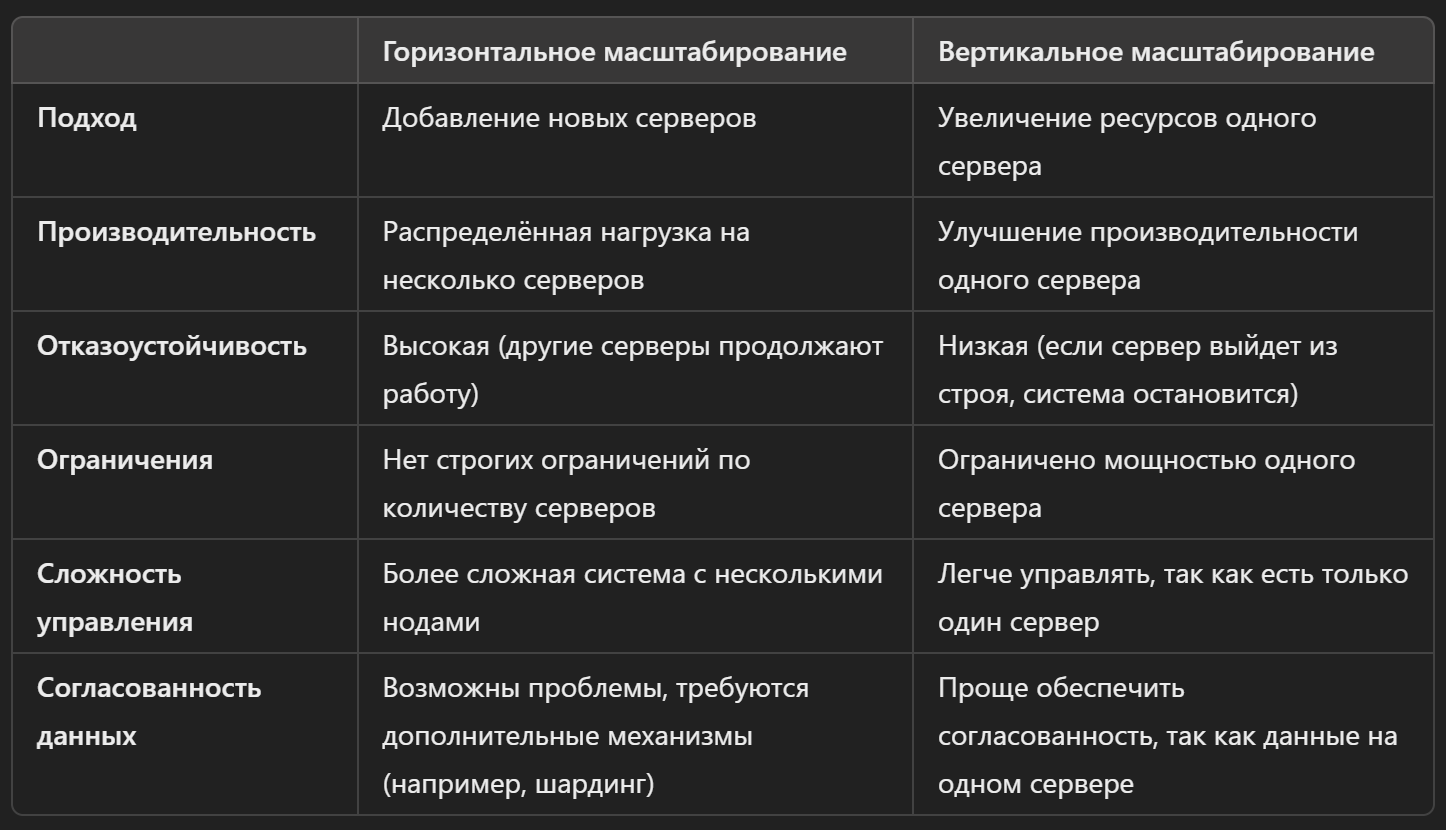 Горизонтальное масштабирование
Вертикальное масштабирование
Подход
Добавление новых серверов
Увеличение ресурсов одного
сервера
Производительность
Распределённая нагрузка на
несколько серверов
Улучшение производительности
одного сервера
Отказоустойчивость
Высокая (другие серверы продолжают
работу)
Низкая (если сервер выйдет из
строя, система остановится)
Ограничения
Нет строгих ограничений по
количеству серверов
Ограничено мощностью одного
сервера
Сложность
управления
Более сложная система с несколькими
нодами
Легче управлять, так как есть только
один сервер
Согласованность
данных
Возможны проблемы, требуются
дополнительные механизмы
(например, шардинг)
Проще обеспечить
согласованность, так как данные на
одном сервере